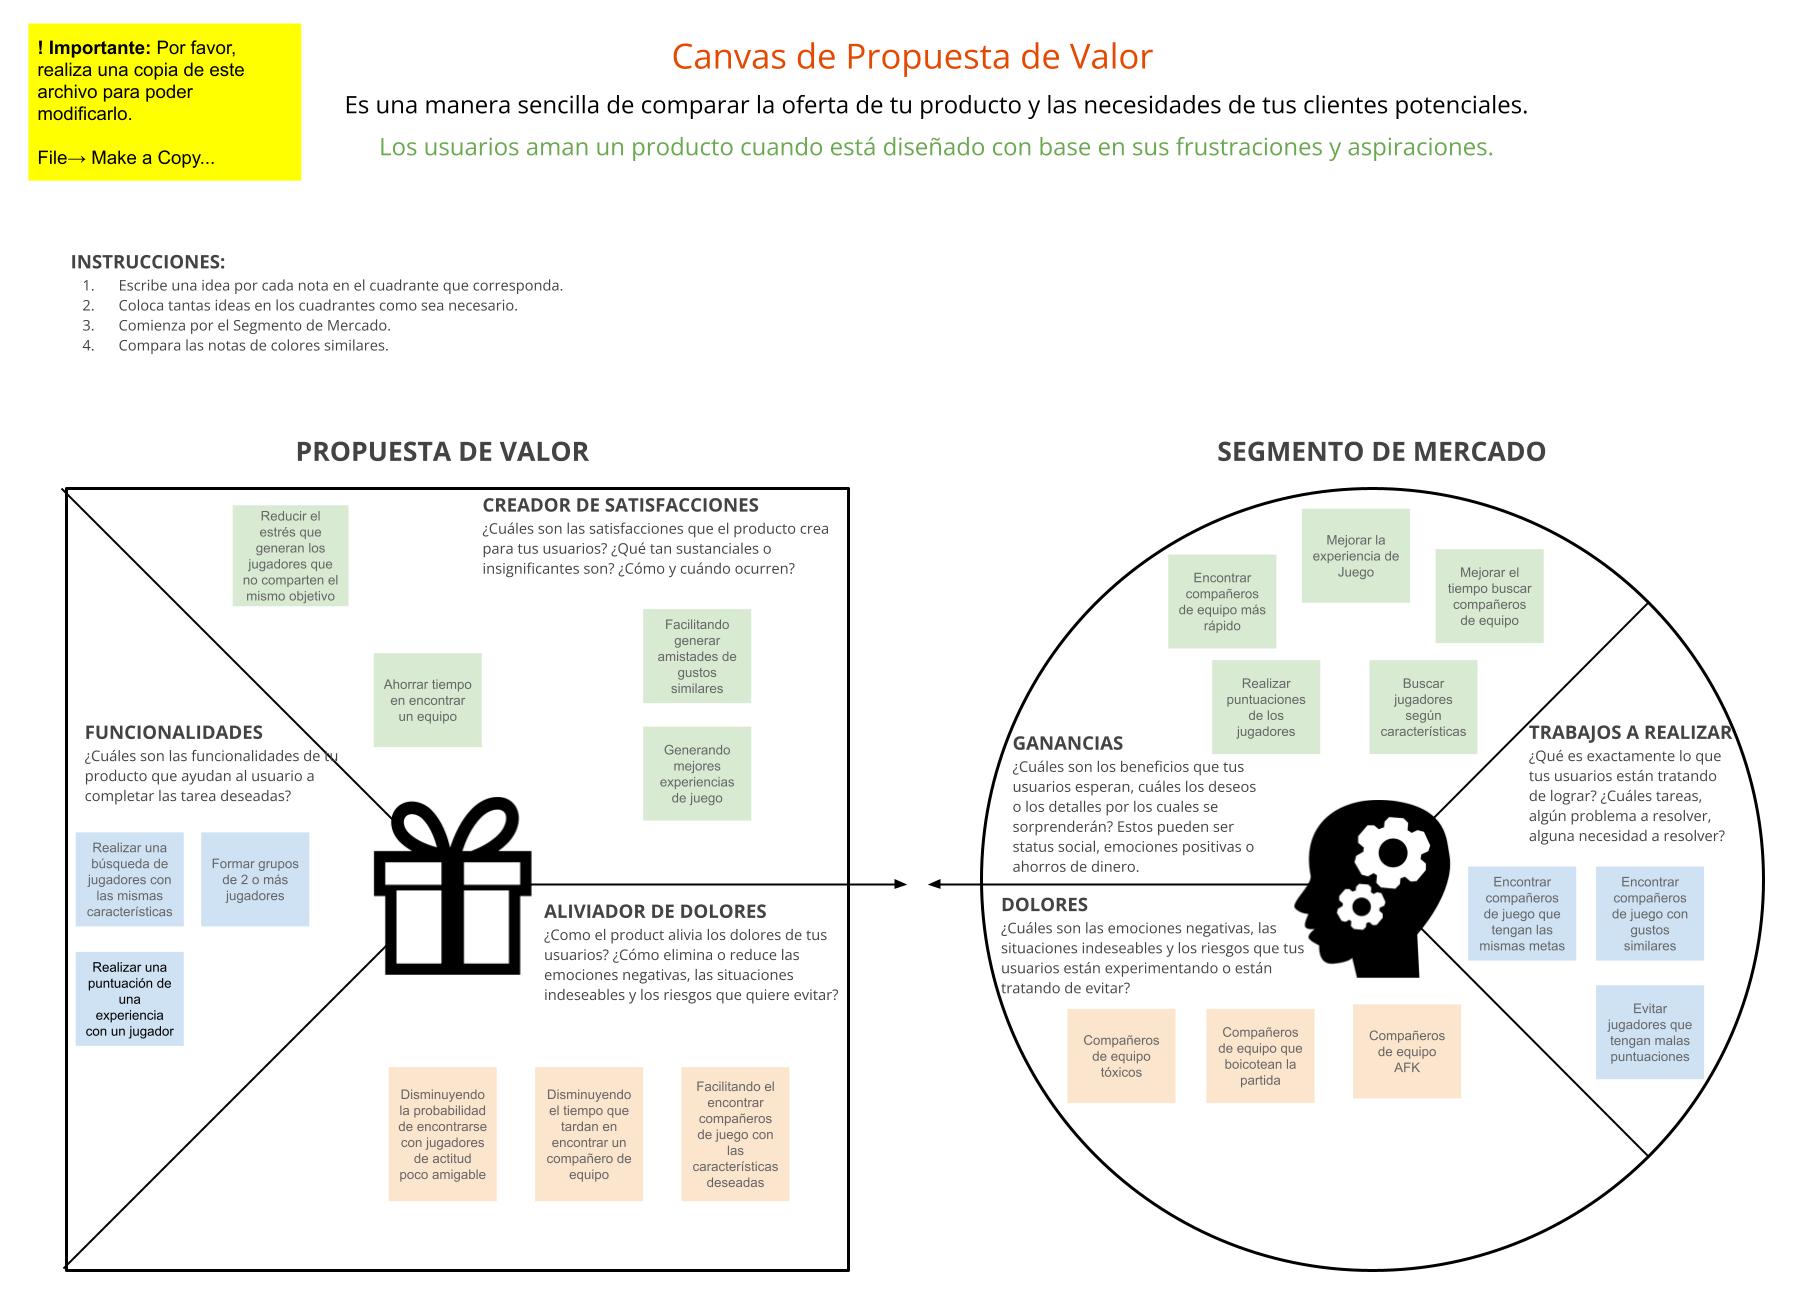 ! Importante: Por favor,
realiza una copia de este
archivo para poder
modificarlo.
File→ Make a Copy...
Canvas de Propuesta de Valor
Es una manera sencilla de comparar la oferta de tu producto y las necesidades de tus clientes potenciales.
Los usuarios aman un producto cuando está diseñado con base en sus frustraciones y aspiraciones.
INSTRUCCIONES:
1. Escribe una idea por cada nota en el cuadrante que corresponda.
2. Coloca tantas ideas en los cuadrantes como sea necesario.
3. Comienza por el Segmento de Mercado.
4. Compara las notas de colores similares.
PROPUESTA DE VALOR
Reducir el
estrés que
generan los
jugadores que
no comparten el
mismo objetivo
CREADOR DE SATISFACCIONES
¿Cuáles son las satisfacciones que el producto crea
para tus usuarios? ¿Qué tan sustanciales o
insignificantes son? ¿Cómo y cuándo ocurren?
Facilitando
generar
amistades de
gustos
similares
Ahorrar tiempo
en encontrar
un equipo
Generando
mejores
experiencias
de juego
FUNCIONALIDADES
¿Cuáles son las funcionalidades de tu
producto que ayudan al usuario a
completar las tarea deseadas?
Realizar una
búsqueda de
jugadores con
las mismas
características
Formar grupos
de 2 o más
jugadores
Realizar una
puntuación de
una
experiencia
con un jugador
ALIVIADOR DE DOLORES
¿Como el product alivia los dolores de tus
usuarios? ¿Cómo elimina o reduce las
emociones negativas, las situaciones
indeseables y los riesgos que quiere evitar?
Disminuyendo
la probabilidad
de encontrarse
con jugadores
de actitud
poco amigable
Disminuyendo
el tiempo que
tardan en
encontrar un
compañero de
equipo
Facilitando el
encontrar
compañeros
de juego con
las
características
deseadas
SEGMENTO DE MERCADO
Encontrar
compañeros
de equipo más
rápido
Mejorar la
experiencia de
Juego
Mejorar el
tiempo buscar
compañeros
de equipo
Realizar
puntuaciones
de los
jugadores
Buscar
jugadores
según
características
GANANCIAS
¿Cuáles son los beneficios que tus
usuarios esperan, cuáles los deseos
o los detalles por los cuales se
sorprenderán? Estos pueden ser
status social, emociones positivas o
ahorros de dinero.
TRABAJOS A REALIZAR
¿Qué es exactamente lo que
tus usuarios están tratando
de lograr? ¿Cuáles tareas,
algún problema a resolver,
alguna necesidad a resolver?
Encontrar
compañeros
de juego que
tengan las
mismas metas
Encontrar
compañeros
de juego con
gustos
similares
Evitar
jugadores que
tengan malas
puntuaciones
DOLORES
¿Cuáles son las emociones negativas, las
situaciones indeseables y los riesgos que tus
usuarios están experimentando o están
tratando de evitar?
Compañeros
de equipo
tóxicos
Compañeros
de equipo que
boicotean la
partida
Compañeros
de equipo
AFK